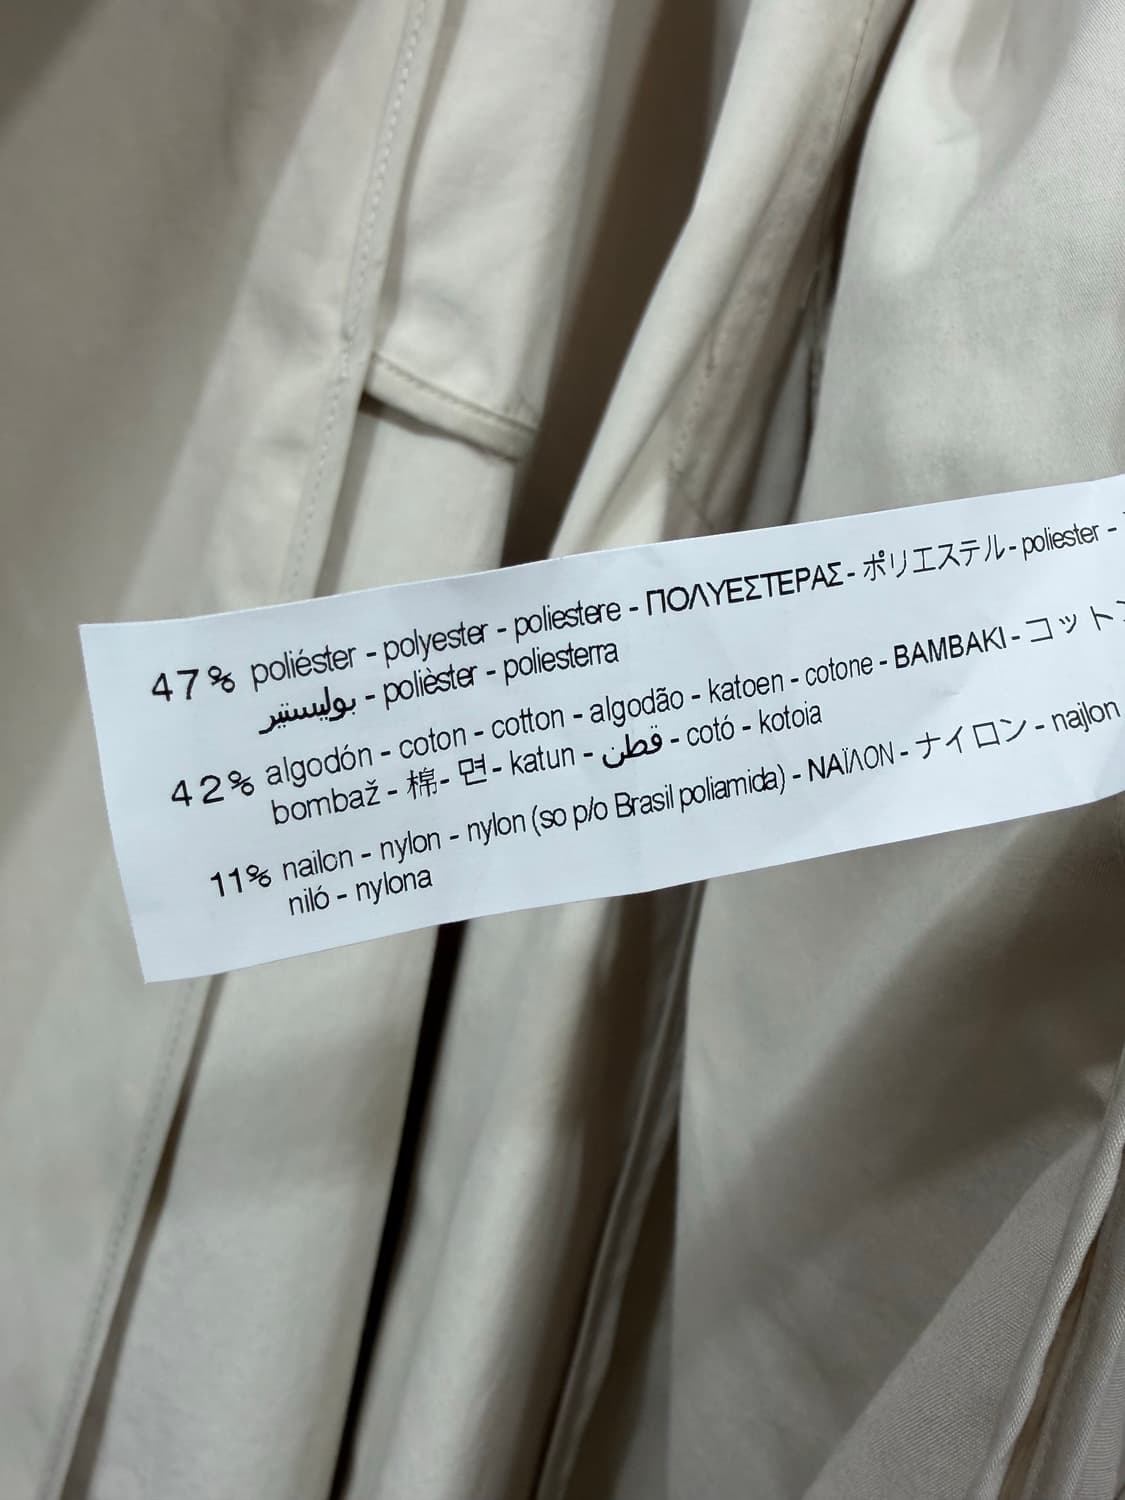 47% poliéster - polyester - poliestere - ΠΟΛΥΕΣΤΕΡΑΣ - ポリエステル - poliester -
بوليستير - polièster - poliesterra
42% algodón - coton - cotton - algodão - katoen - cotone - BAMBAKI - コットン
bombaž - 棉 - 면 - katun - قطن - cotó - kotoia
11% nailon - nylon - nylon (so p/o Brasil poliamida) - ΝΑΪΛΟΝ - ナイロン - najlon
niló - nylona